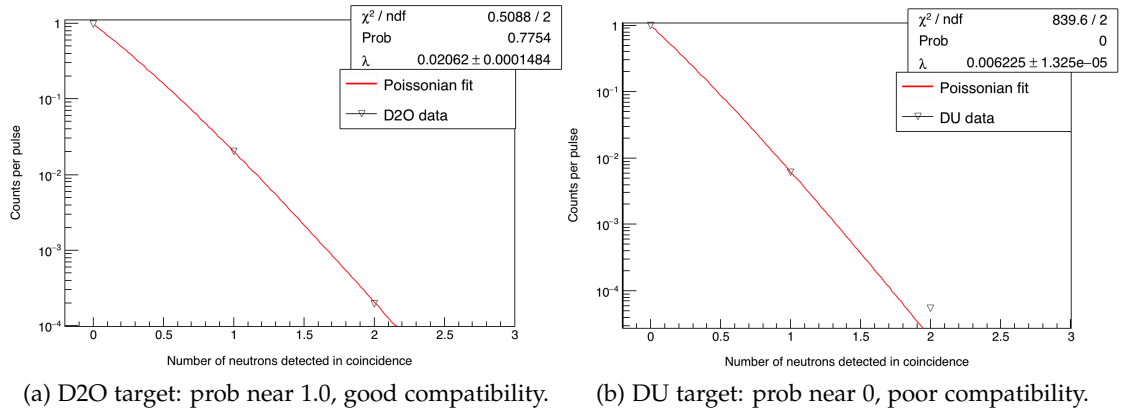 χ² / ndf 0.5088 / 2
Prob 0.7754
λ 0.02062 ± 0.0001484
Poissonian fit
D2O data
Counts per pulse
1
10⁻¹
10⁻²
10⁻³
10⁻⁴
0 0.5 1 1.5 2 2.5 3
Number of neutrons detected in coincidence
(a) D2O target: prob near 1.0, good compatibility.
χ² / ndf 839.6 / 2
Prob 0
λ 0.006225 ± 1.325e−05
Poissonian fit
DU data
Counts per pulse
1
10⁻¹
10⁻²
10⁻³
10⁻⁴
0 0.5 1 1.5 2 2.5 3
Number of neutrons detected in coincidence
(b) DU target: prob near 0, poor compatibility.